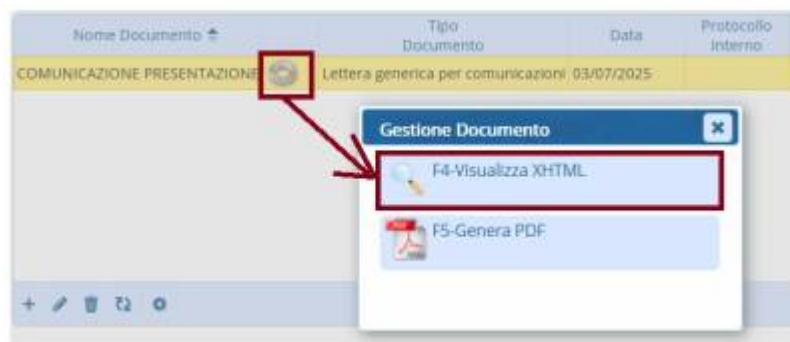 Nome Documento
Tipo Documento
Data
Protocollo Interno
COMUNICAZIONE PRESENTAZIONE
Lettera generica per comunicazioni
03/07/2025
Gestione Documento
F4-Visualizza XHTML
F5-Genera PDF